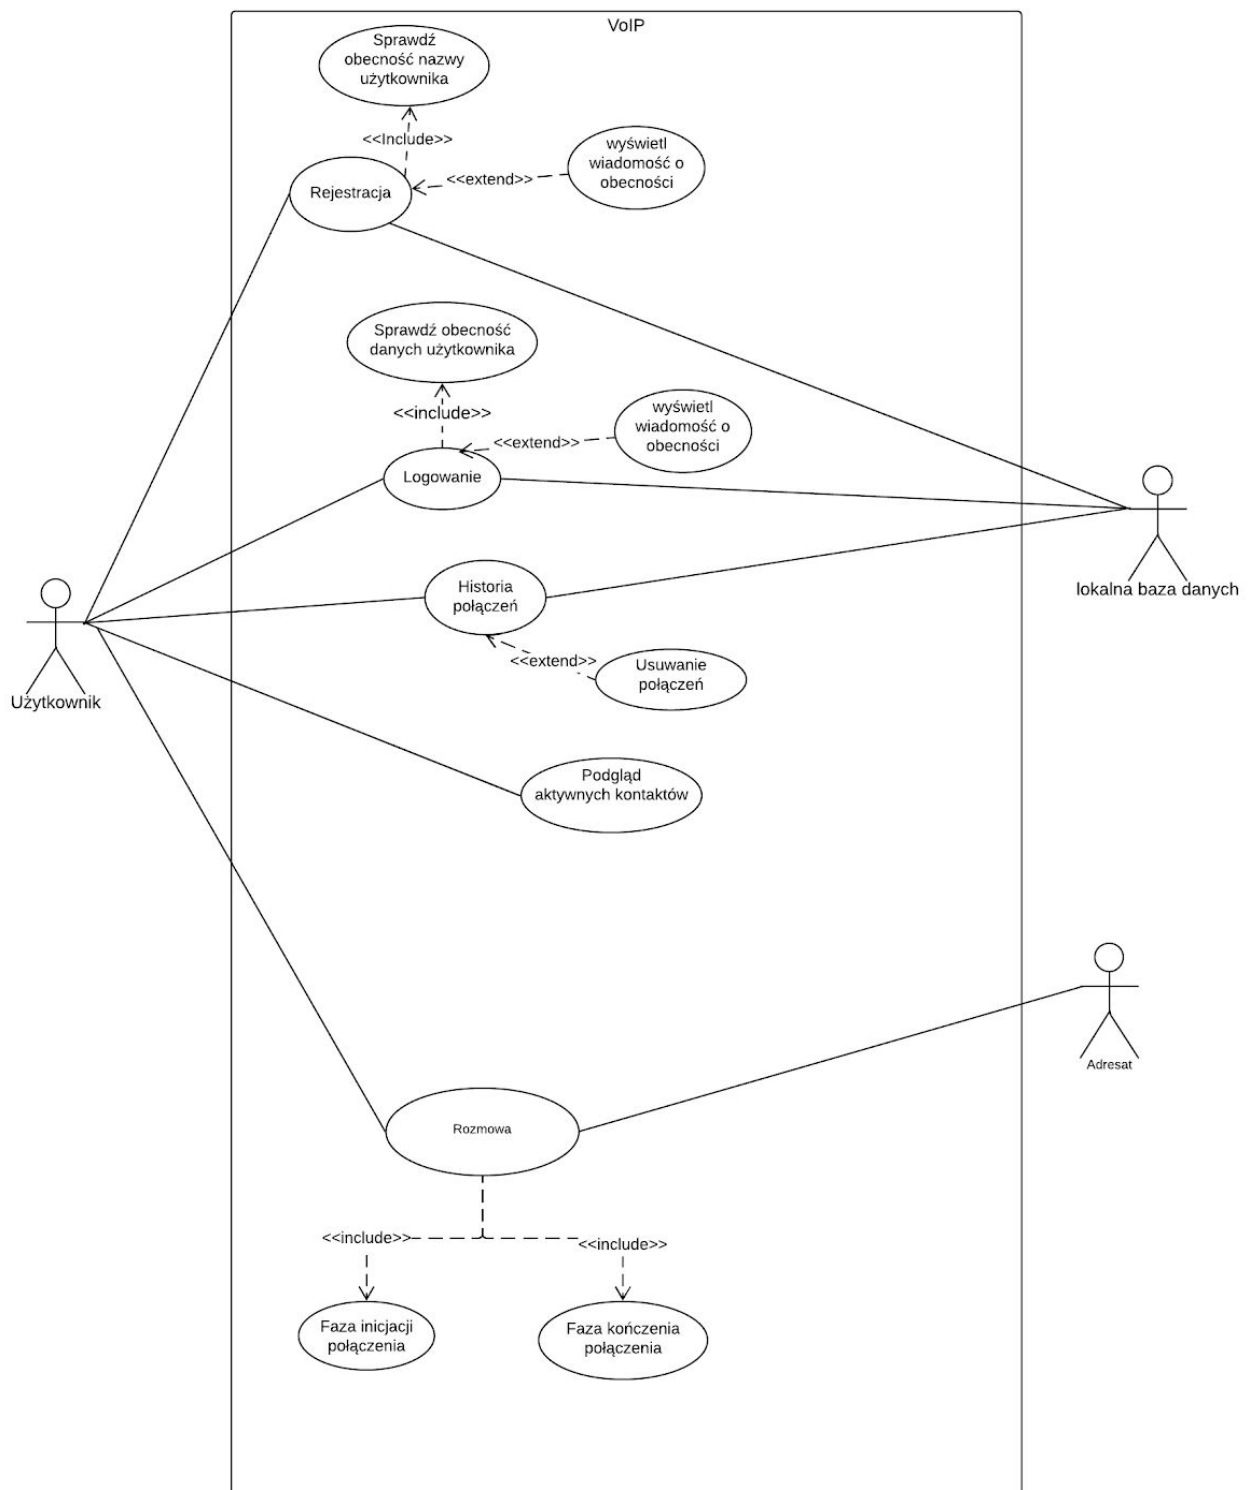 VoIP
Sprawdź
obecność nazwy
użytkownika
<<Include>>
wyświetl
wiadomość o
obecności
<<extend>>
Rejestracja
Sprawdź obecność
danych użytkownika
<<include>>
wyświetl
wiadomość o
obecności
<<extend>>
Logowanie
lokalna baza danych
Historia
połączeń
<<extend>>
Usuwanie
połączeń
Użytkownik
Podgląd
aktywnych kontaktów
Adresat
Rozmowa
<<include>>
<<include>>
Faza inicjacji
połączenia
Faza kończenia
połączenia